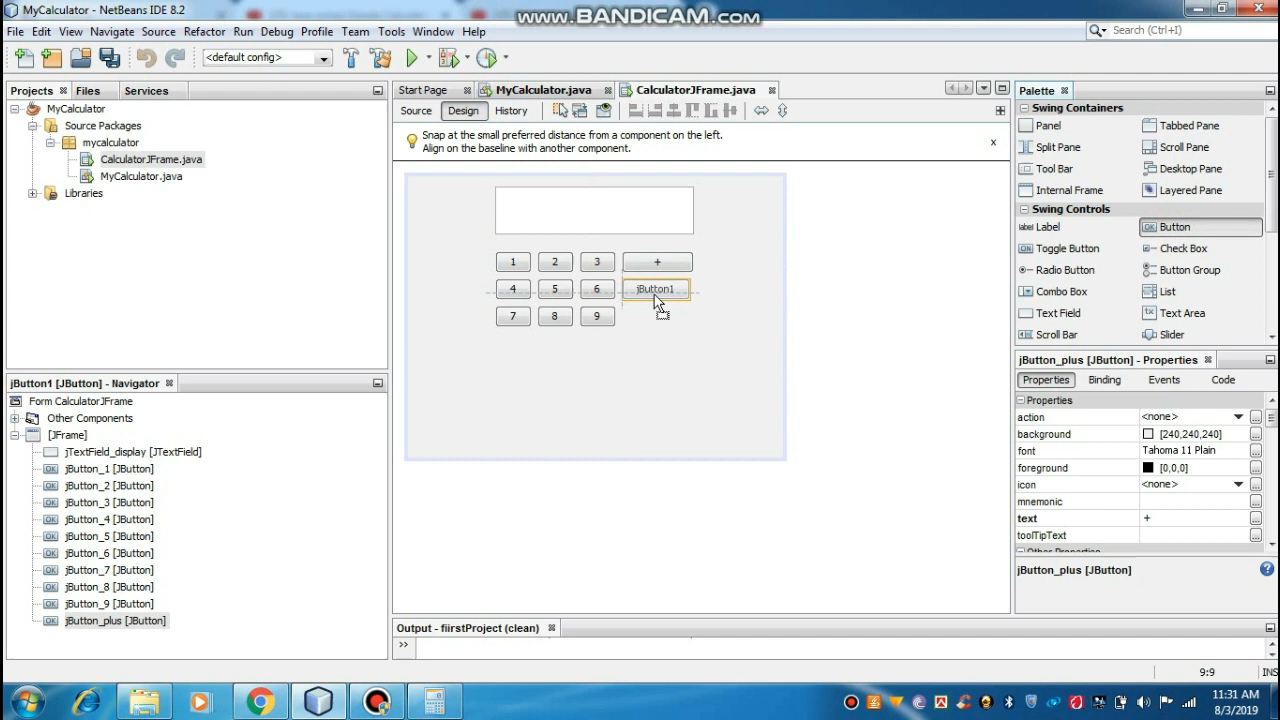 MyCalculator - NetBeans IDE 8.2
www.BANDICAM.com
File Edit View Navigate Source Refactor Run Debug Profile Team Tools Window Help
Search (Ctrl+I)
<default config>
Projects Files Services
MyCalculator
Source Packages
mycalculator
CalculatorJFrame.java
MyCalculator.java
Libraries
jButton1 [JButton] - Navigator
Form CalculatorJFrame
Other Components
[JFrame]
jTextField_display [JTextField]
jButton_1 [JButton]
jButton_2 [JButton]
jButton_3 [JButton]
jButton_4 [JButton]
jButton_5 [JButton]
jButton_6 [JButton]
jButton_7 [JButton]
jButton_8 [JButton]
jButton_9 [JButton]
jButton_plus [JButton]
Start Page MyCalculator.java CalculatorJFrame.java
Source Design History
Snap at the small preferred distance from a component on the left.
Align on the baseline with another component.
x
1 2 3 +
4 5 6 jButton1
7 8 9
Output - fiirstProject (clean)
>>
Palette
Swing Containers
Panel Tabbed Pane
Split Pane Scroll Pane
Tool Bar Desktop Pane
Internal Frame Layered Pane
Swing Controls
label Label OK Button
ON Toggle Button Check Box
Radio Button Button Group
Combo Box List
Text Field Text Area
Scroll Bar Slider
jButton_plus [JButton] - Properties
Properties Binding Events Code
Properties
action <none>
background [240,240,240]
font Tahoma 11 Plain
foreground [0,0,0]
icon <none>
mnemonic
text +
toolTipText
Other Properties
jButton_plus [JButton]
9:9 INS
11:31 AM
8/3/2019